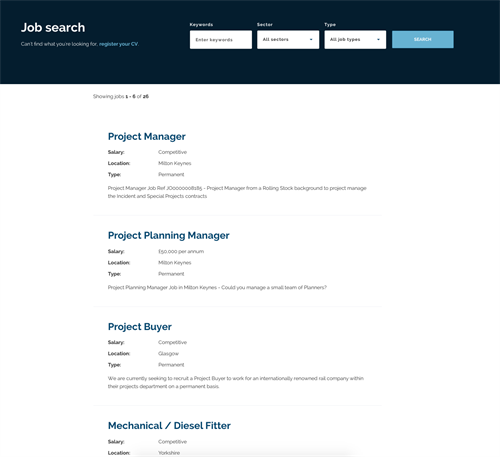 Job search
Can't find what you're looking for, register your CV.
Keywords
Enter keywords
Sector
All sectors
Type
All job types
SEARCH
Showing jobs 1 - 6 of 26
Project Manager
Salary: Competitive
Location: Milton Keynes
Type: Permanent
Project Manager Job Ref JO0000008185 - Project Manager from a Rolling Stock background to project manage
the incident and Special Projects contracts
Project Planning Manager
Salary: £50,000 per annum
Location: Milton Keynes
Type: Permanent
Project Planning Manager Job in Milton Keynes - Could you manage a small team of Planners?
Project Buyer
Salary: Competitive
Location: Glasgow
Type: Permanent
We are currently seeking to recruit a Project Buyer to work for an internationally renowned rail company within
their projects department on a permanent basis.
Mechanical / Diesel Fitter
Salary: Competitive
Location: Yorkshire